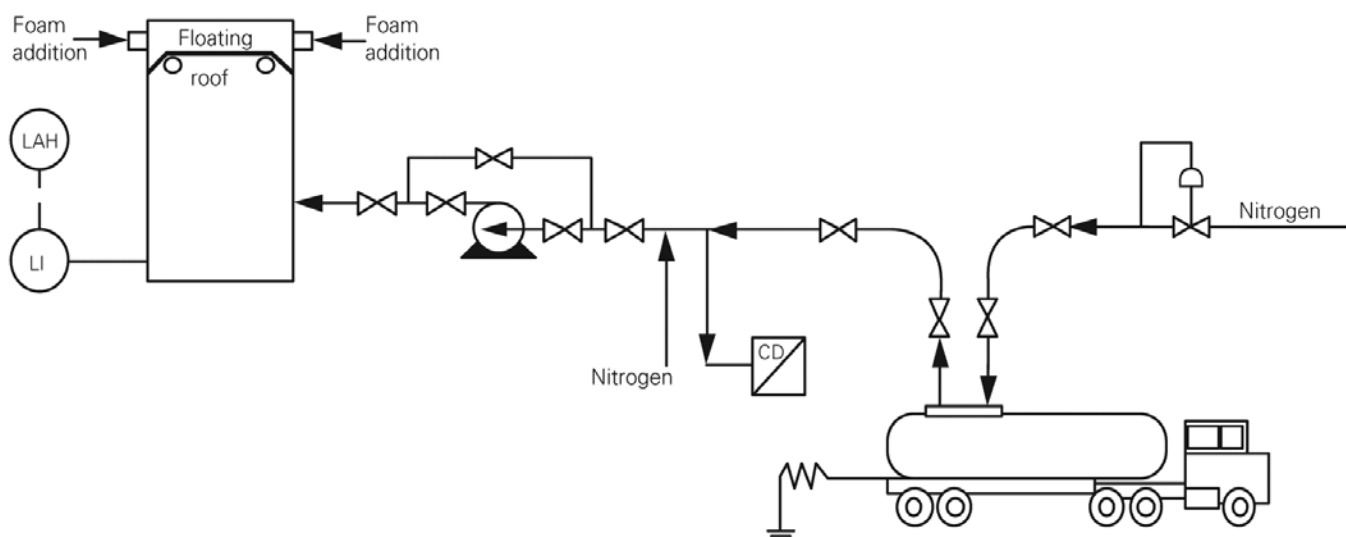 Foam
addition
Floating
roof
Foam
addition
LAH
LI
Nitrogen
CD
Nitrogen